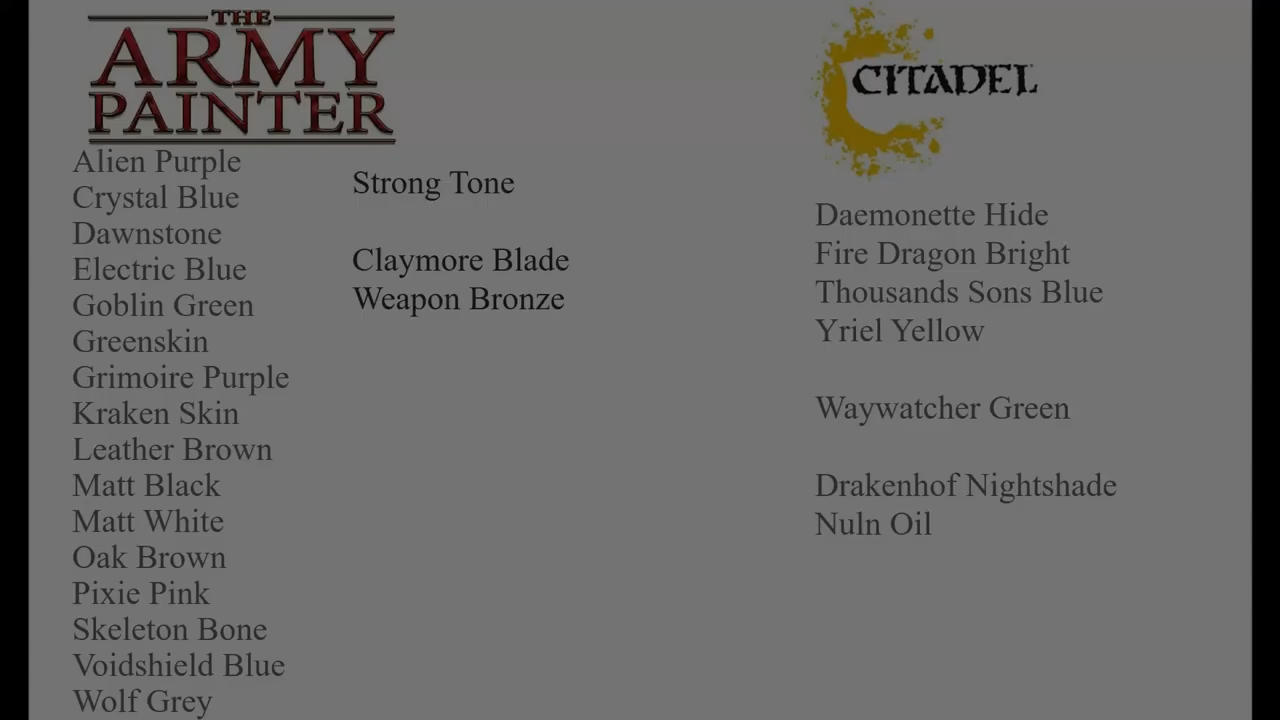 THE
ARMY
PAINTER
Alien Purple
Crystal Blue
Dawnstone
Electric Blue
Goblin Green
Greenskin
Grimoire Purple
Kraken Skin
Leather Brown
Matt Black
Matt White
Oak Brown
Pixie Pink
Skeleton Bone
Voidshield Blue
Wolf Grey
Strong Tone
Claymore Blade
Weapon Bronze
CITADEL
Daemonette Hide
Fire Dragon Bright
Thousands Sons Blue
Yriel Yellow
Waywatcher Green
Drakenhof Nightshade
Nuln Oil